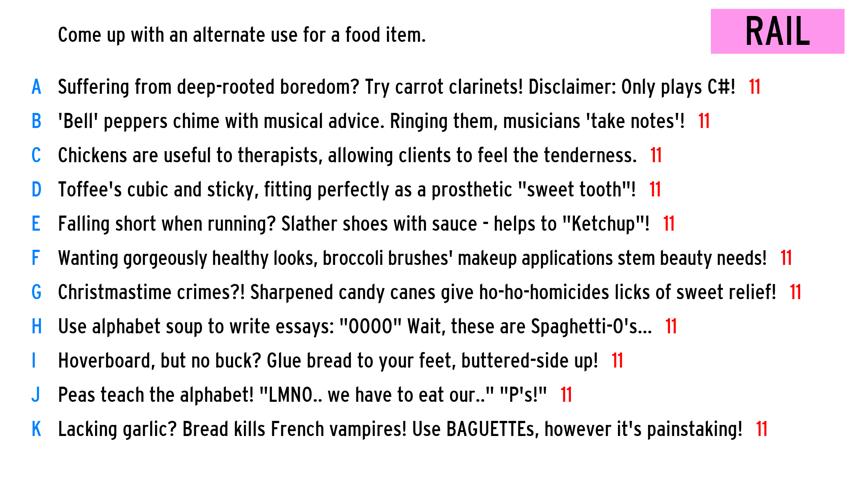 Come up with an alternate use for a food item.
RAIL
A Suffering from deep-rooted boredom? Try carrot clarinets! Disclaimer: Only plays C#! 11
B 'Bell' peppers chime with musical advice. Ringing them, musicians 'take notes'! 11
C Chickens are useful to therapists, allowing clients to feel the tenderness. 11
D Toffee's cubic and sticky, fitting perfectly as a prosthetic "sweet tooth"! 11
E Falling short when running? Slather shoes with sauce - helps to "Ketchup"! 11
F Wanting gorgeously healthy looks, broccoli brushes' makeup applications stem beauty needs! 11
G Christmastime crimes?! Sharpened candy canes give ho-ho-homicides licks of sweet relief! 11
H Use alphabet soup to write essays: "OOOO" Wait, these are Spaghetti-O's... 11
I Hoverboard, but no buck? Glue bread to your feet, buttered-side up! 11
J Peas teach the alphabet! "LMNO.. we have to eat our.." "P's!" 11
K Lacking garlic? Bread kills French vampires! Use BAGUETTEs, however it's painstaking! 11